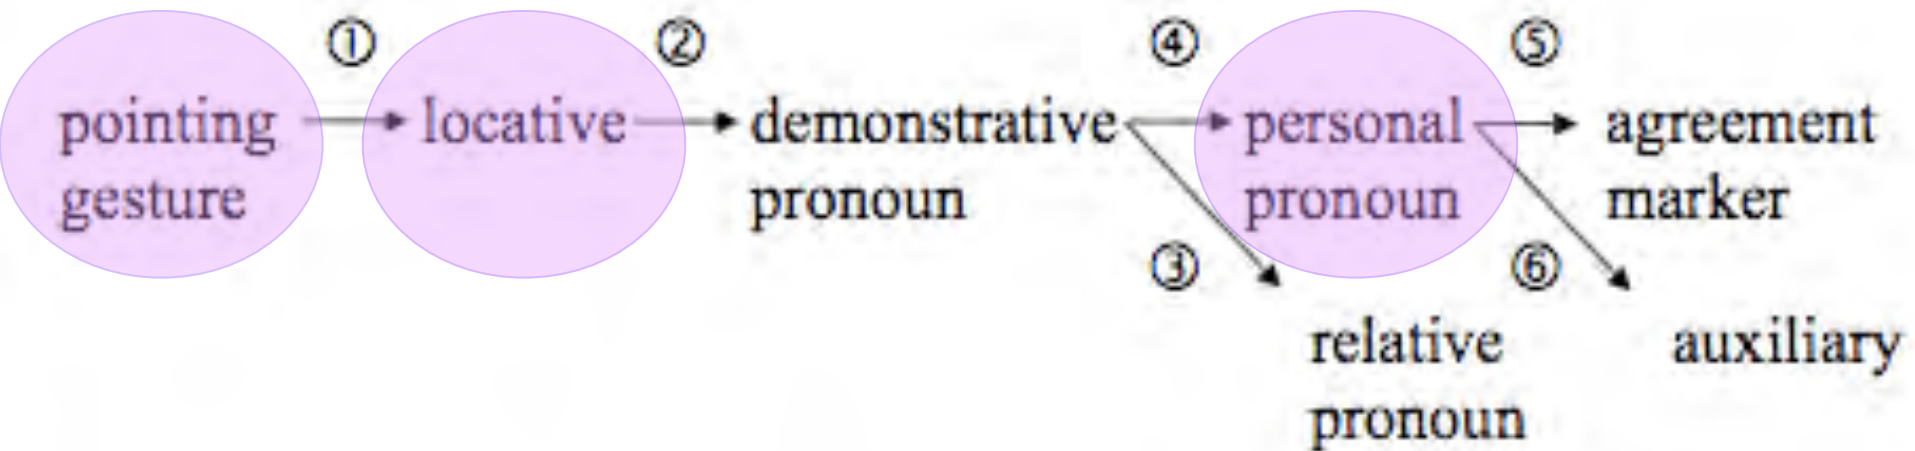 ① ② ④ ⑤
pointing locative demonstrative personal agreement
gesture pronoun pronoun marker
③ ⑥
relative auxiliary
pronoun